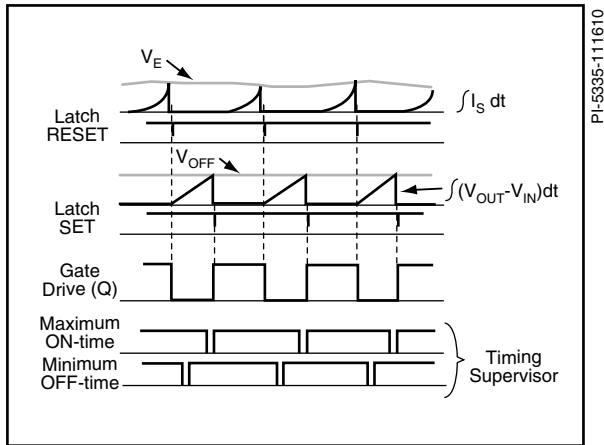 V_E
∫I_S dt
Latch
RESET
V_OFF
∫(V_OUT-V_IN)dt
Latch
SET
Gate
Drive (Q)
Maximum
ON-time
Minimum
OFF-time
Timing
Supervisor
PI-5335-111610